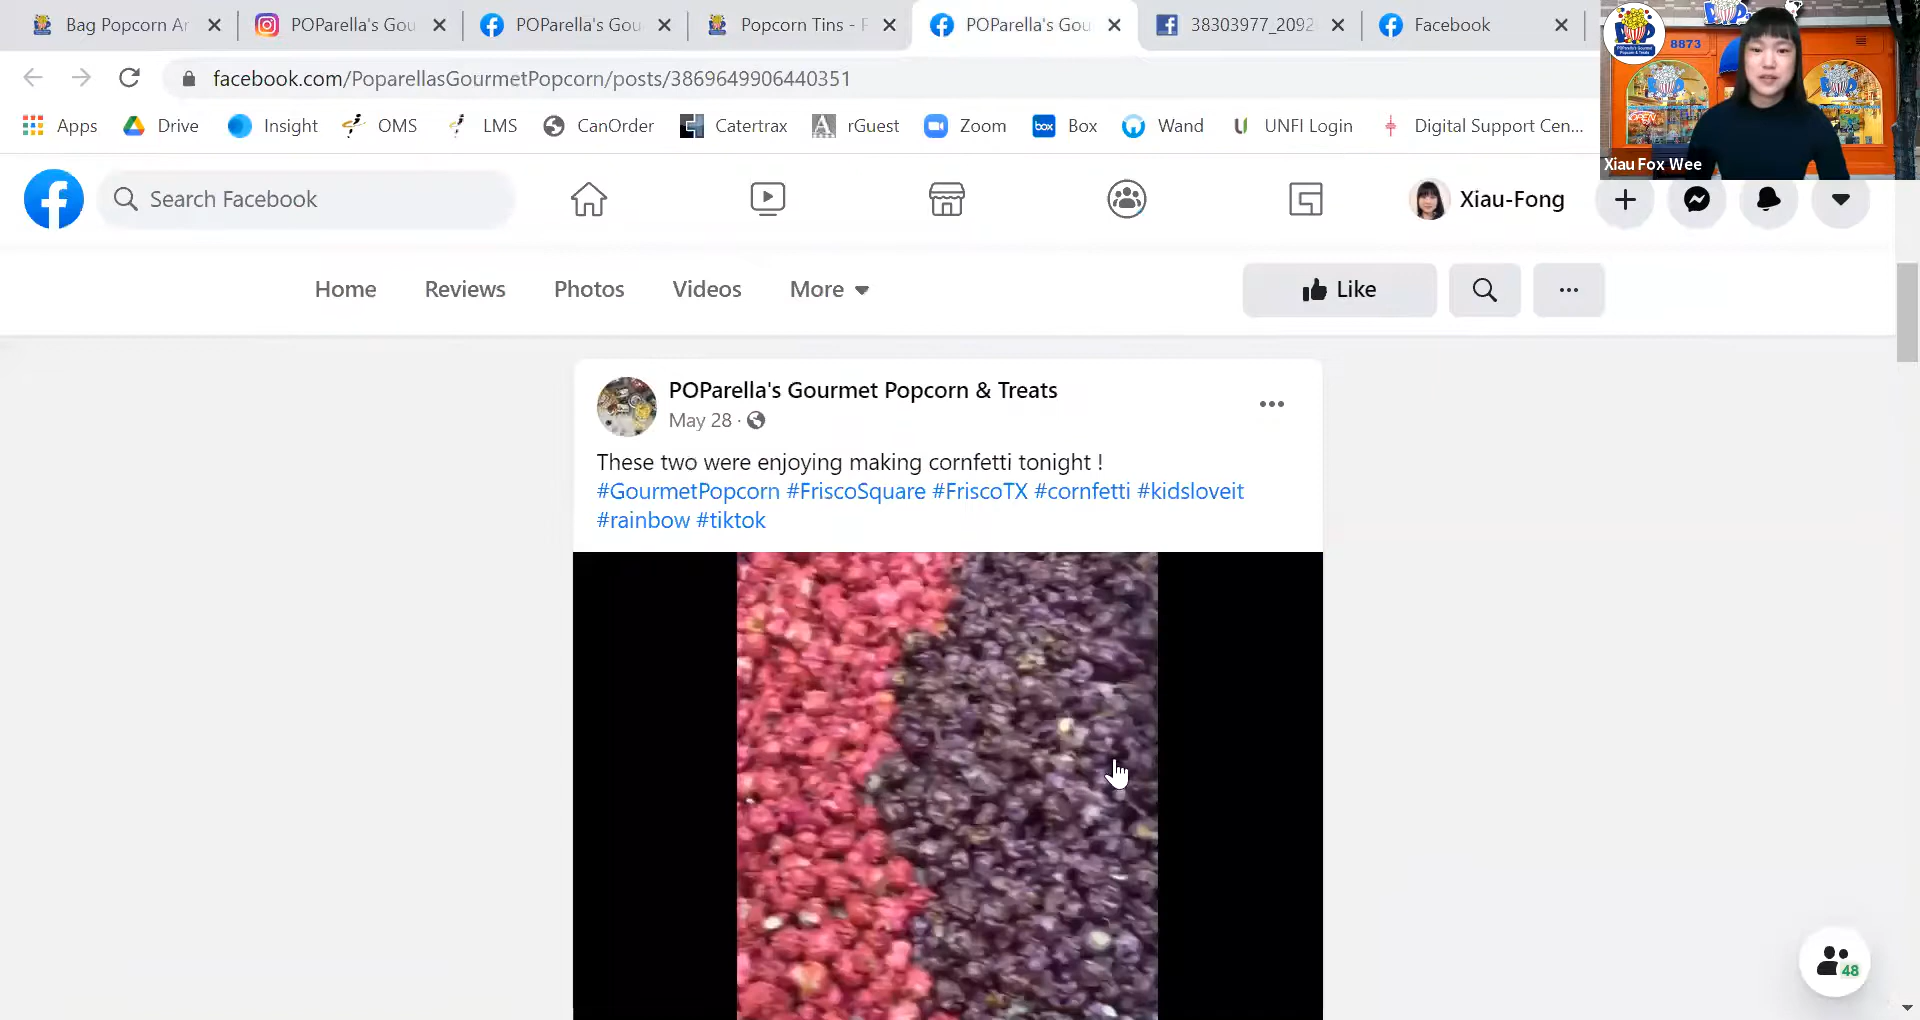 Bag Popcorn Ar
POParella's Gou
POParella's Gou
Popcorn Tins - F
POParella's Gou
38303977_2092
Facebook
facebook.com/PoparellasGourmetPopcorn/posts/3869649906440351
Apps
Drive
Insight
OMS
LMS
CanOrder
Catertrax
rGuest
Zoom
Box
Wand
UNFI Login
Digital Support Cen...
8873
OPEN
Xiau Fox Wee
Search Facebook
Xiau-Fong
Home
Reviews
Photos
Videos
More
Like
POParella's Gourmet Popcorn & Treats
May 28 ·
These two were enjoying making cornfetti tonight !
#GourmetPopcorn #FriscoSquare #FriscoTX #cornfetti #kidsloveit
#rainbow #tiktok
48